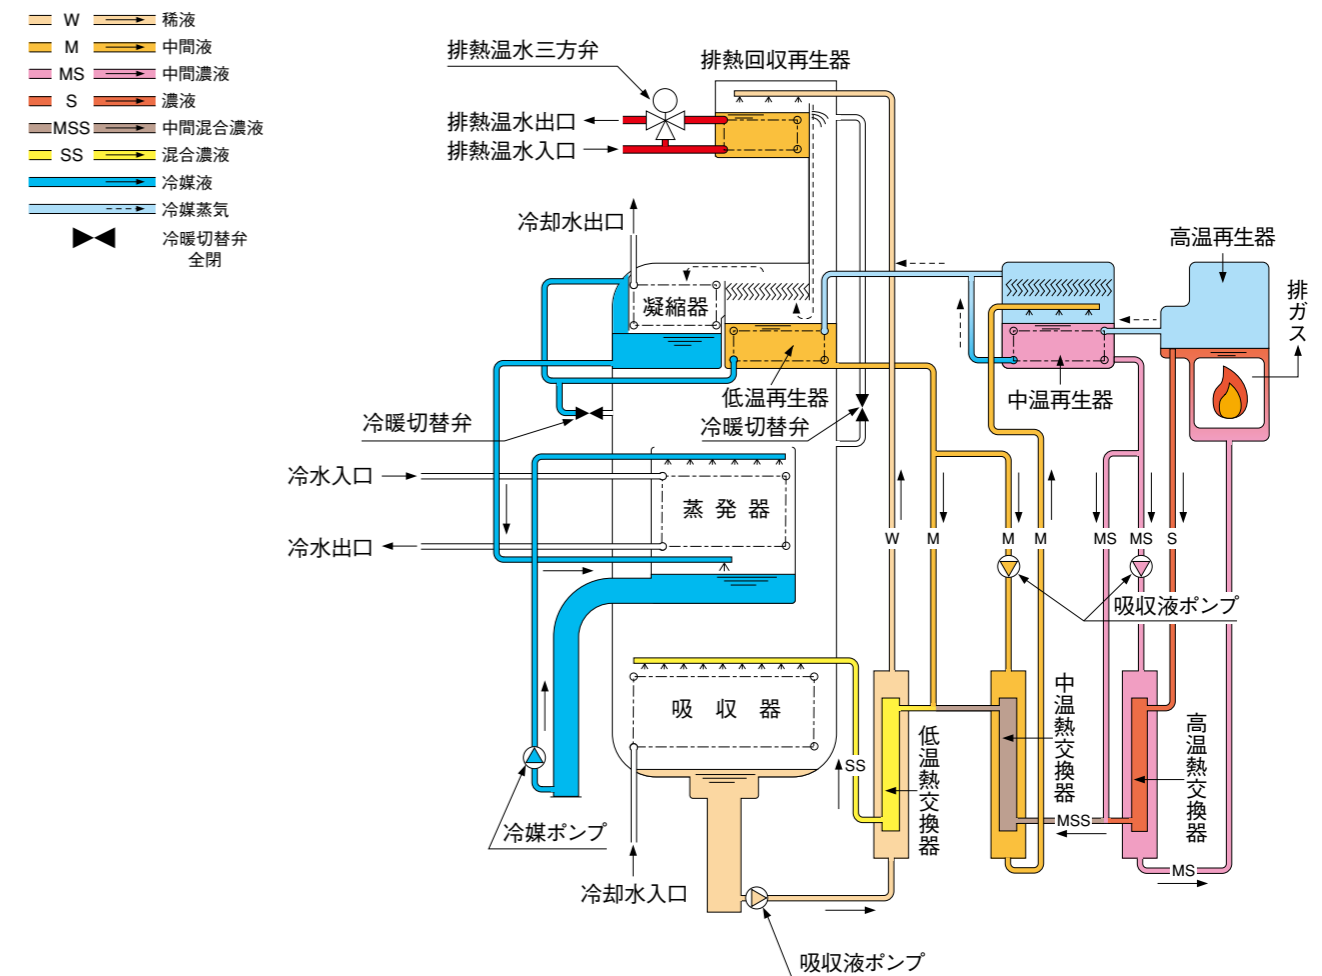 W 稀液
M 中間液
MS 中間濃液
S 濃液
MSS 中間混合濃液
SS 混合濃液
冷媒液
冷媒蒸気
冷暖切替弁
全閉
排熱温水三方弁
排熱回収再生器
排熱温水出口
排熱温水入口
冷却水出口
高温再生器
排ガス
凝縮器
低温再生器
中温再生器
冷暖切替弁
冷暖切替弁
冷水入口
蒸発器
冷水出口
W
M
M
M
MS
MS
S
吸収液ポンプ
吸収器
低温熱交換器
中温熱交換器
高温熱交換器
SS
MSS
冷媒ポンプ
MS
冷却水入口
吸収液ポンプ